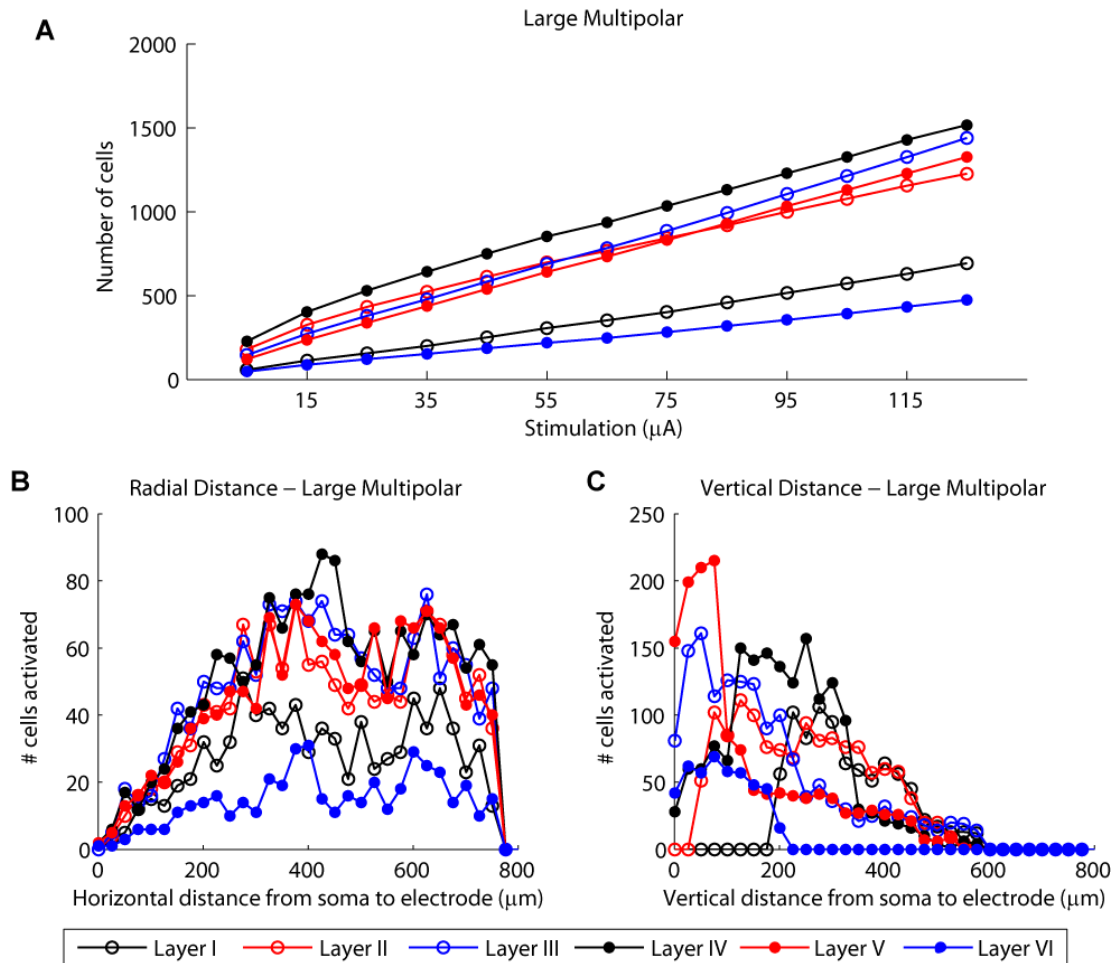 Large Multipolar
A
2000
1500
1000
500
0
Number of cells
15 35 55 75 95 115
Stimulation (µA)
B
Radial Distance – Large Multipolar
100
80
60
40
20
0
# cells activated
0 200 400 600 800
Horizontal distance from soma to electrode (µm)
C
Vertical Distance – Large Multipolar
250
200
150
100
50
0
# cells activated
0 200 400 600 800
Vertical distance from soma to electrode (µm)
Layer I Layer II Layer III Layer IV Layer V Layer VI